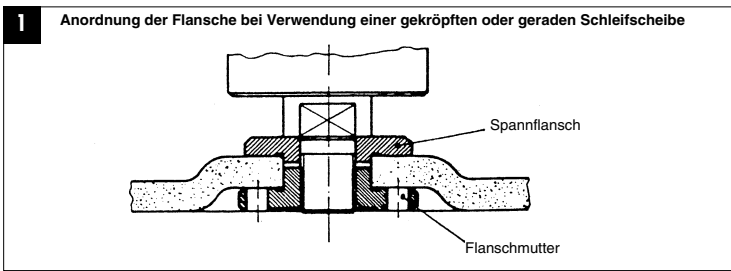 1
Anordnung der Flansche bei Verwendung einer gekröpften oder geraden Schleifscheibe
Spannflansch
Flanschmutter